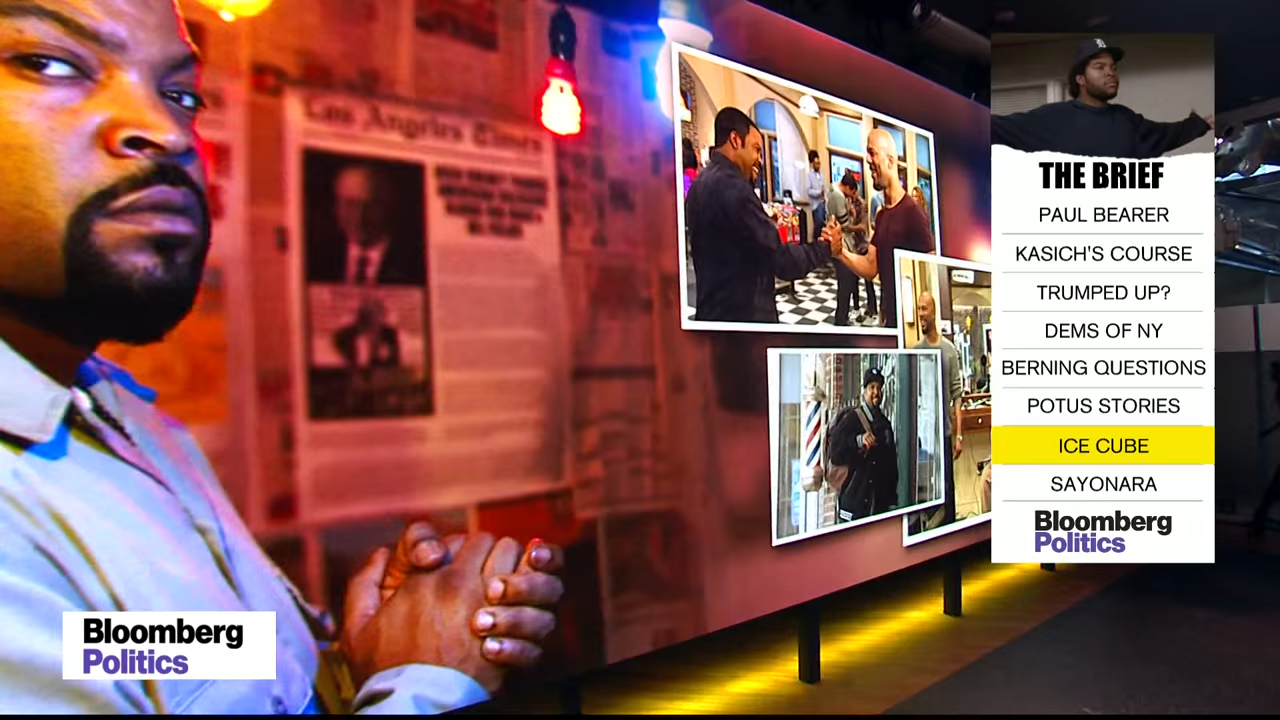 Los Angeles Times
THE BRIEF
PAUL BEARER
KASICH'S COURSE
TRUMPED UP?
DEMS OF NY
BERNING QUESTIONS
POTUS STORIES
ICE CUBE
SAYONARA
Bloomberg
Politics
Bloomberg
Politics